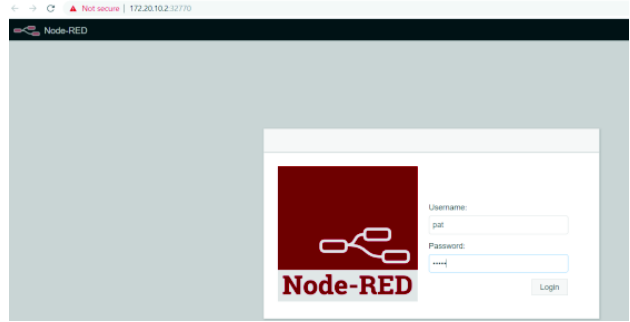 Not secure | 172.20.10.2:32770
Node-RED
Username:
pat
Password:
•••••
Node-RED
Login